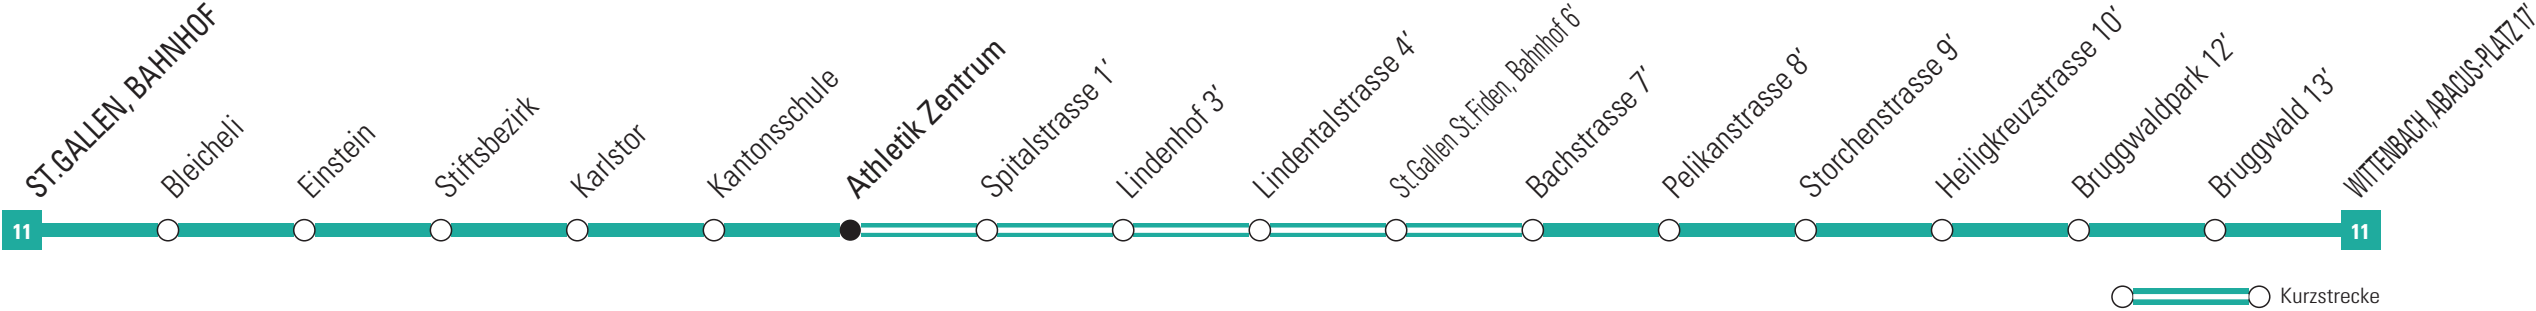 ST.GALLEN, BAHNHOF
Bleicheli
Einstein
Stiftsbezirk
Karlstor
Kantonsschule
Athletik Zentrum
Spitalstrasse 1'
Lindenhof 3'
Lindentalstrasse 4'
St.Gallen St.Fiden, Bahnhof 6'
Bachstrasse 7'
Pelikanstrasse 8'
Storchenstrasse 9'
Heiligkreuzstrasse 10'
Bruggwaldpark 12'
Bruggwald 13'
WITTENBACH, ABACUS-PLATZ 17'
11
11
Kurzstrecke